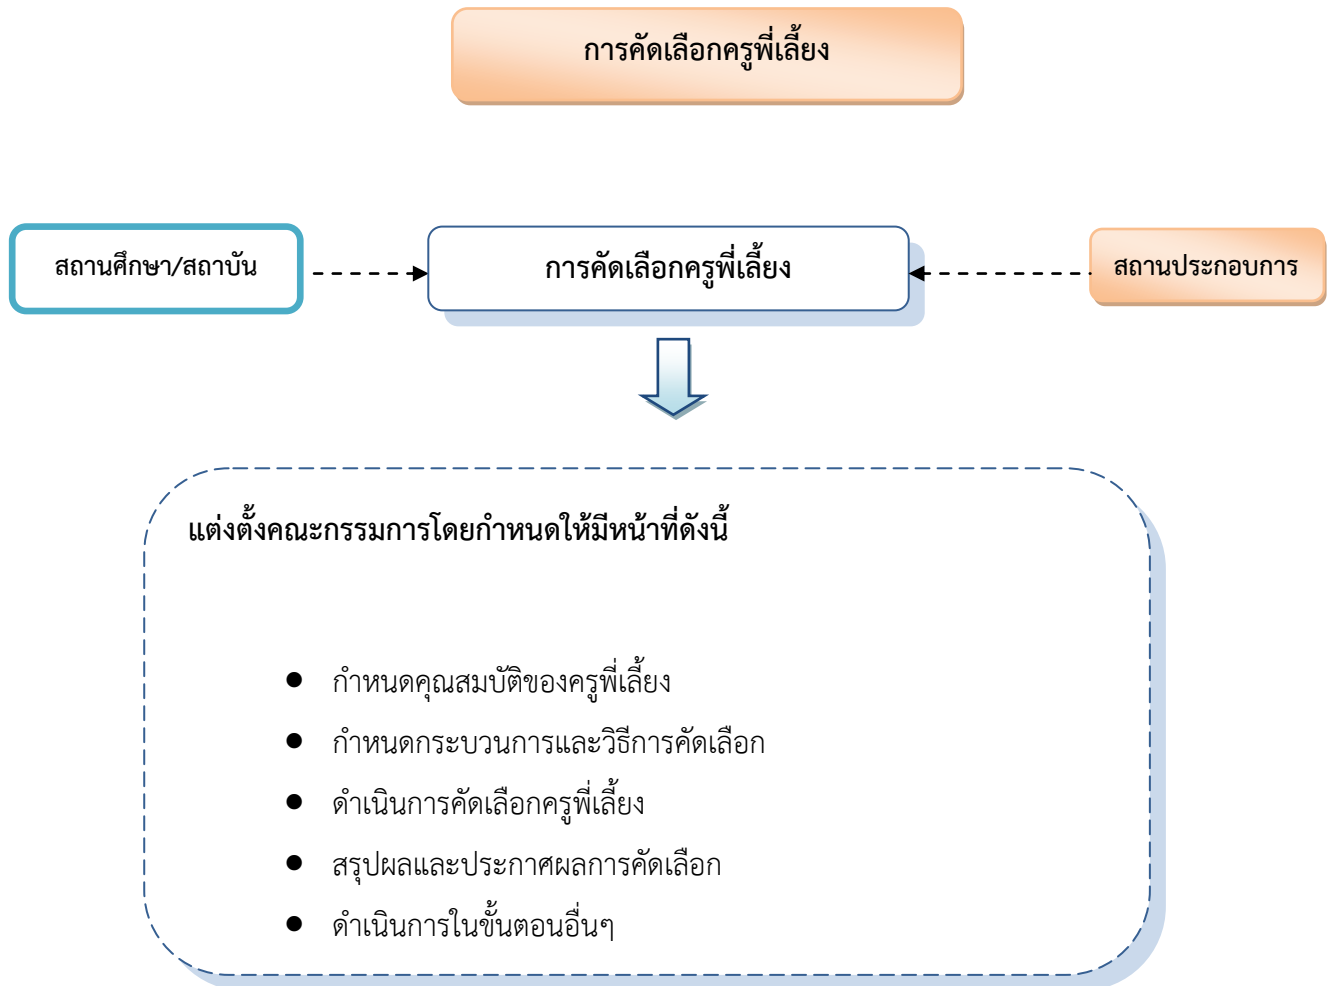 การคัดเลือกครูพี่เลี้ยง
สถานศึกษา/สถาบัน
การคัดเลือกครูพี่เลี้ยง
สถานประกอบการ
แต่งตั้งคณะกรรมการโดยกำหนดให้มีหน้าที่ดังนี้
● กำหนดคุณสมบัติของครูพี่เลี้ยง
● กำหนดกระบวนการและวิธีการคัดเลือก
● ดำเนินการคัดเลือกครูพี่เลี้ยง
● สรุปผลและประกาศผลการคัดเลือก
● ดำเนินการในขั้นตอนอื่นๆ